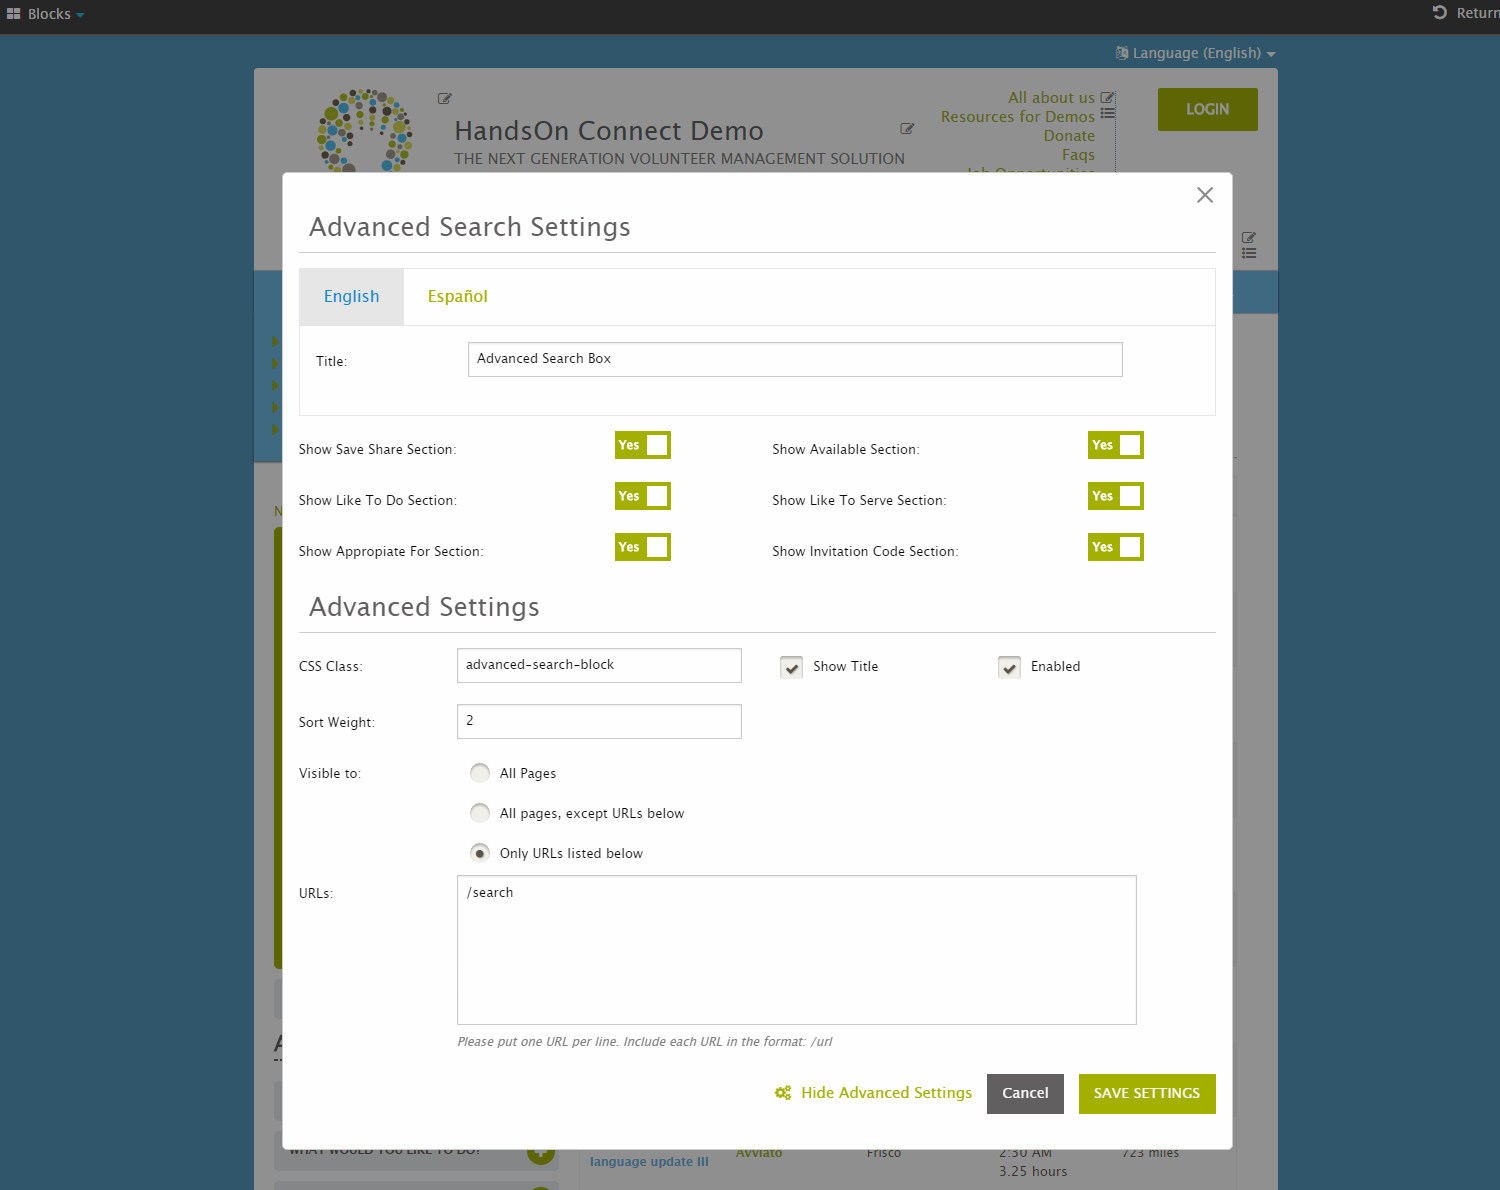 Blocks
Return
Language (English)
HandsOn Connect Demo
THE NEXT GENERATION VOLUNTEER MANAGEMENT SOLUTION
All about us
Resources for Demos
Donate
Faqs
Job Opportunities
LOGIN
Advanced Search Settings
English Español
Title: Advanced Search Box
Show Save Share Section: Yes Show Available Section: Yes
Show Like To Do Section: Yes Show Like To Serve Section: Yes
Show Appropiate For Section: Yes Show Invitation Code Section: Yes
Advanced Settings
CSS Class: advanced-search-block Show Title Enabled
Sort Weight: 2
Visible to: All Pages
All pages, except URLs below
Only URLs listed below
URLs: /search
Please put one URL per line. Include each URL in the format: /url
Hide Advanced Settings Cancel SAVE SETTINGS
WHAT WOULD YOU LIKE TO DO?
language update III Avviato Frisco 2:30 AM 723 miles
3.25 hours